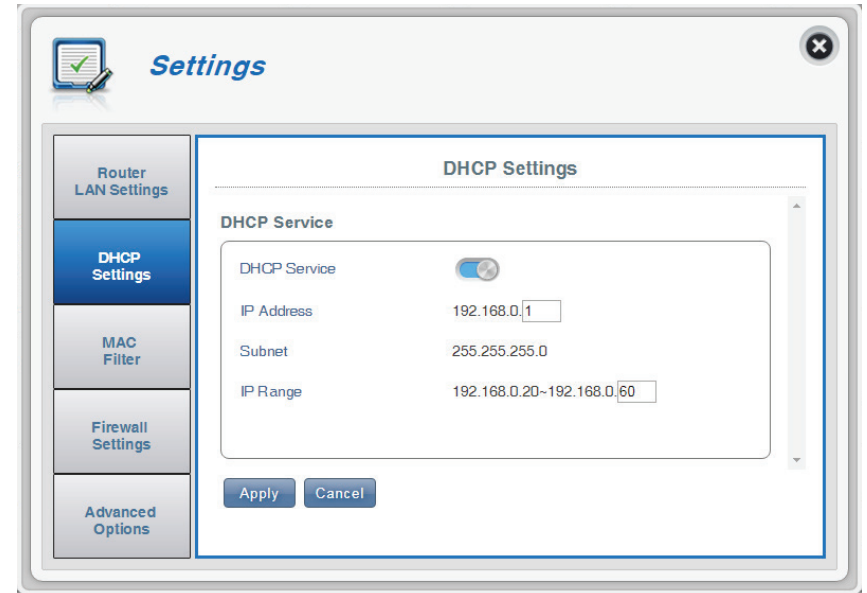 Settings
Router
LAN Settings
DHCP
Settings
MAC
Filter
Firewall
Settings
Advanced
Options
DHCP Settings
DHCP Service
DHCP Service
IP Address 192.168.0.1
Subnet 255.255.255.0
IP Range 192.168.0.20~192.168.0.60
Apply Cancel